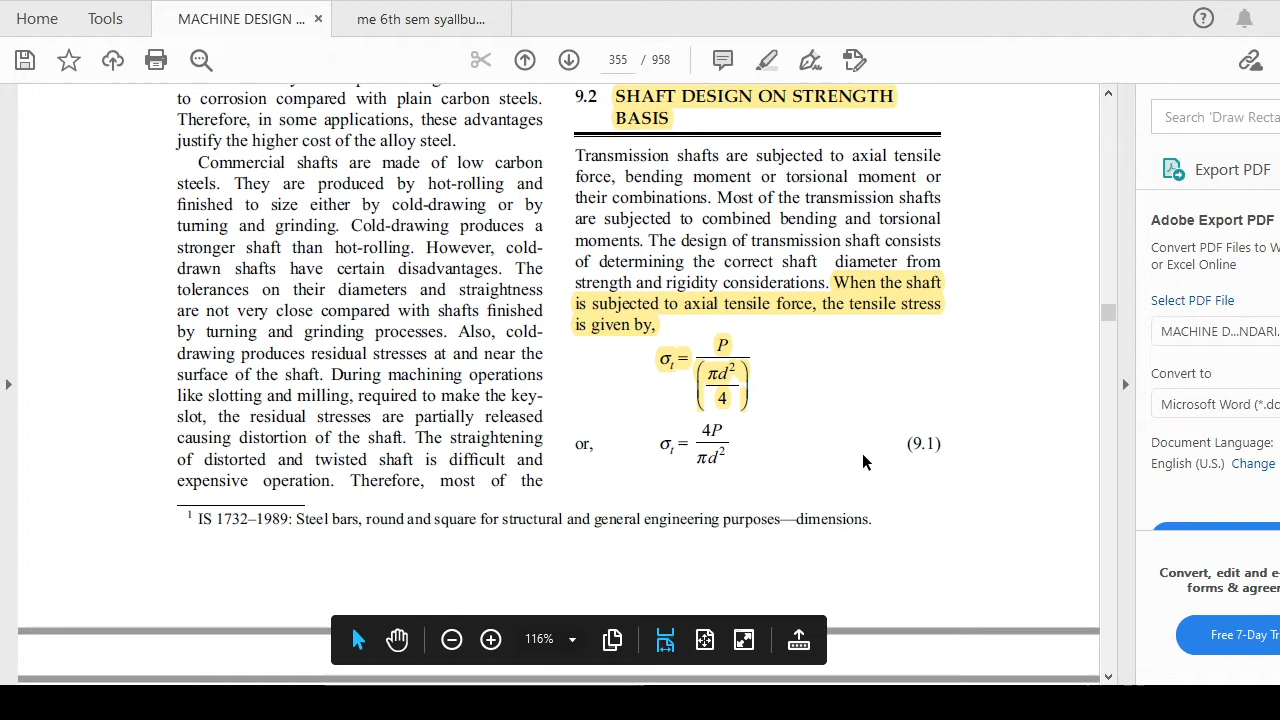 Home
Tools
MACHINE DESIGN ...
×
me 6th sem syallbu...
355 / 958
to corrosion compared with plain carbon steels.
Therefore, in some applications, these advantages
justify the higher cost of the alloy steel.
Commercial shafts are made of low carbon
steels. They are produced by hot-rolling and
finished to size either by cold-drawing or by
turning and grinding. Cold-drawing produces a
stronger shaft than hot-rolling. However, cold-
drawn shafts have certain disadvantages. The
tolerances on their diameters and straightness
are not very close compared with shafts finished
by turning and grinding processes. Also, cold-
drawing produces residual stresses at and near the
surface of the shaft. During machining operations
like slotting and milling, required to make the key-
slot, the residual stresses are partially released
causing distortion of the shaft. The straightening
of distorted and twisted shaft is difficult and
expensive operation. Therefore, most of the
9.2 SHAFT DESIGN ON STRENGTH
BASIS
Transmission shafts are subjected to axial tensile
force, bending moment or torsional moment or
their combinations. Most of the transmission shafts
are subjected to combined bending and torsional
moments. The design of transmission shaft consists
of determining the correct shaft diameter from
strength and rigidity considerations. When the shaft
is subjected to axial tensile force, the tensile stress
is given by,
σt = P / (πd² / 4)
or, σt = 4P / πd² (9.1)
1 IS 1732–1989: Steel bars, round and square for structural and general engineering purposes—dimensions.
116%
Search 'Draw Recta
Export PDF
Adobe Export PDF
Convert PDF Files to W
or Excel Online
Select PDF File
MACHINE D...NDARI.
Convert to
Microsoft Word (*.do
Document Language:
English (U.S.) Change
Convert, edit and e-
forms & agreer
Free 7-Day Tr